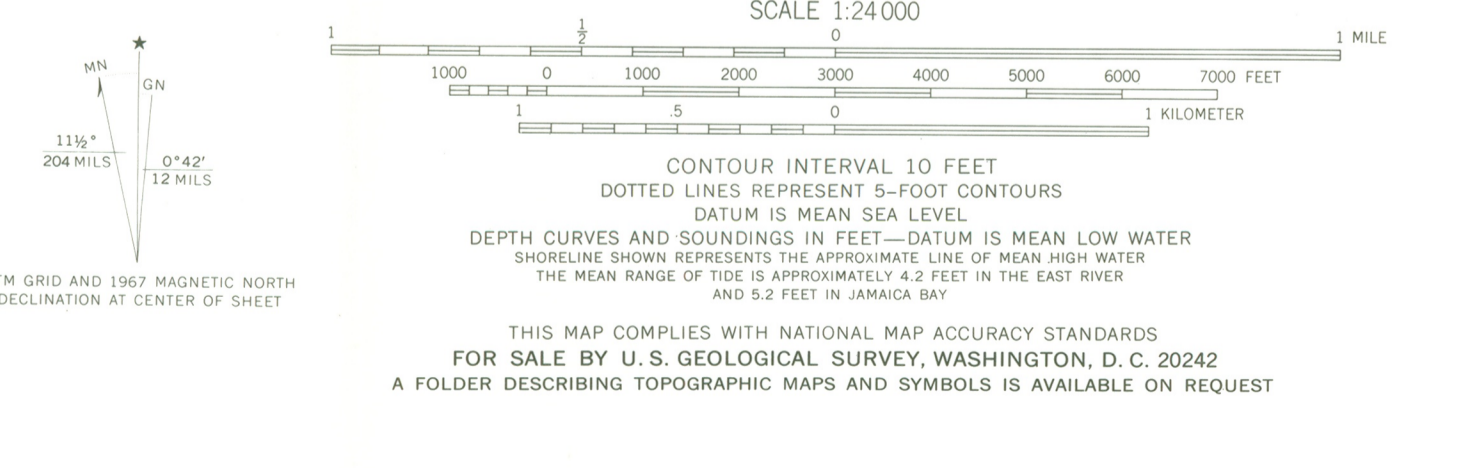 SCALE 1:24 000
1 ½ 0 1 MILE
1000 0 1000 2000 3000 4000 5000 6000 7000 FEET
1 .5 0 1 KILOMETER
★
MN
GN
11½°
204 MILS
0°42′
12 MILS
TM GRID AND 1967 MAGNETIC NORTH
DECLINATION AT CENTER OF SHEET
CONTOUR INTERVAL 10 FEET
DOTTED LINES REPRESENT 5–FOOT CONTOURS
DATUM IS MEAN SEA LEVEL
DEPTH CURVES AND SOUNDINGS IN FEET—DATUM IS MEAN LOW WATER
SHORELINE SHOWN REPRESENTS THE APPROXIMATE LINE OF MEAN HIGH WATER
THE MEAN RANGE OF TIDE IS APPROXIMATELY 4.2 FEET IN THE EAST RIVER
AND 5.2 FEET IN JAMAICA BAY
THIS MAP COMPLIES WITH NATIONAL MAP ACCURACY STANDARDS
FOR SALE BY U.S. GEOLOGICAL SURVEY, WASHINGTON, D.C. 20242
A FOLDER DESCRIBING TOPOGRAPHIC MAPS AND SYMBOLS IS AVAILABLE ON REQUEST